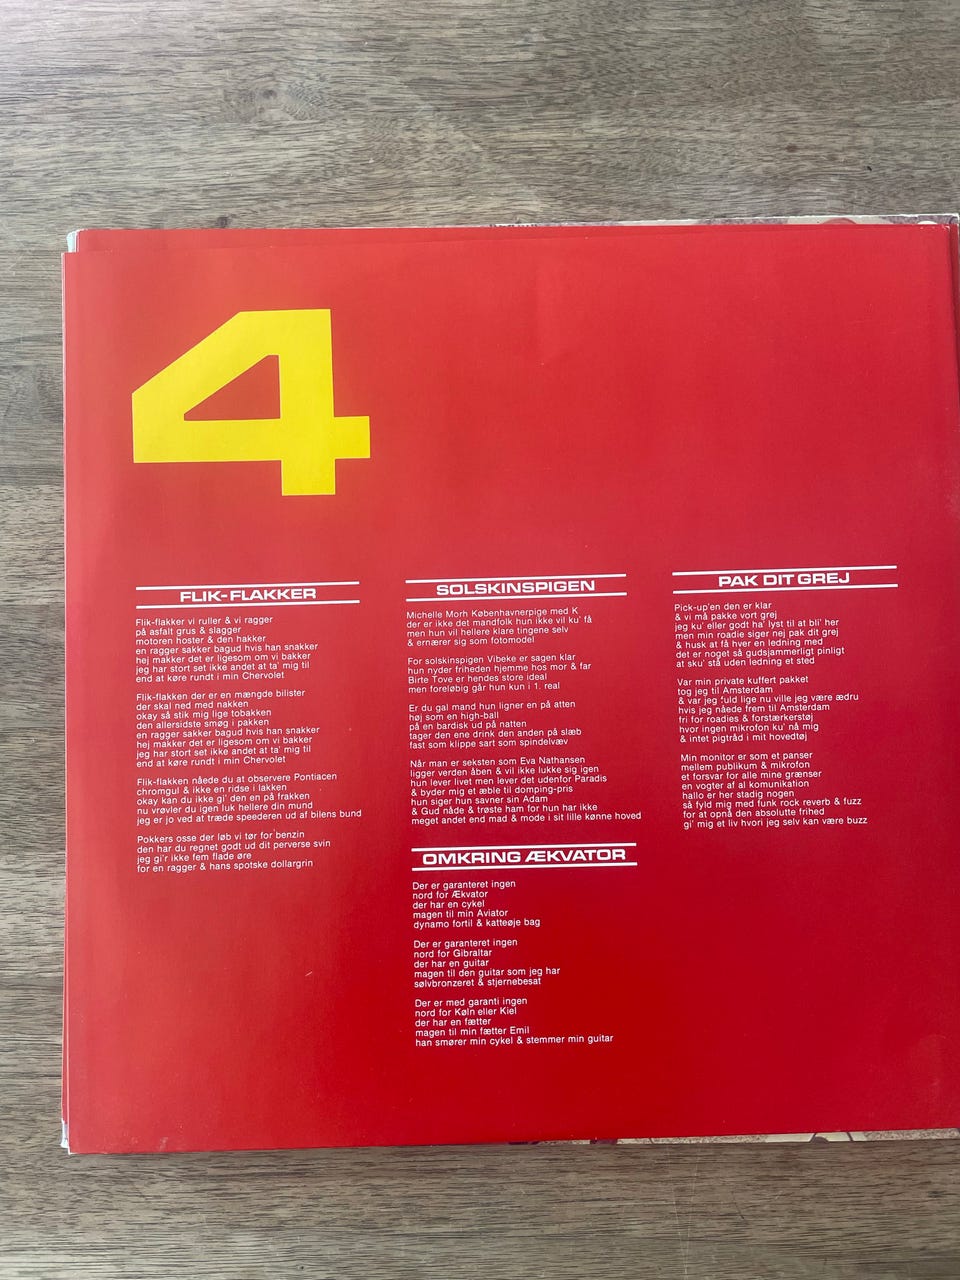 4
FLIK-FLAKKER
Flik-flakker vi ruller & vi ragger
på asfalt grus & slagger
motoren hoster & den hakker
en ragger sakker bagud hvis han snakker
hej makker det er ligesom om vi bakker
jeg har stort set ikke andet at ta' mig til
end at køre rundt i min Chervolet
Flik-flakken der er en mængde bilister
der skal ned med nakken
okay så stik mig lige tobakken
den allersidste smøg i pakken
en ragger sakker bagud hvis han snakker
hej makker det er ligesom om vi bakker
jeg har stort set ikke andet at ta' mig til
end at køre rundt i min Chervolet
Flik-flakken nåede du at observere Pontiacen
chromgul & ikke en ridse i lakken
okay kan du ikke gi' den en på frakken
nu vrøvler du igen luk hellere din mund
jeg er jo ved at træde speederen ud af bilens bund
Pokkers osse der løb vi tør for benzin
den har du regnet godt ud dit perverse svin
jeg gi'r ikke fem flade øre
for en ragger & hans spotske dollargrin
SOLSKINSPIGEN
Michelle Morh Københavnerpige med K
der er ikke det mandfolk hun ikke vil ku' få
men hun vil hellere klare tingene selv
& ernærer sig som fotomodel
For solskinspigen Vibeke er sagen klar
hun nyder friheden hjemme hos mor & far
Birte Tove er hendes store ideal
men foreløbig går hun kun i 1. real
Er du gal mand hun ligner en på atten
høj som en high-ball
på en bardisk ud på natten
tager den ene drink den anden på slæb
fast som klippe sart som spindelvæv
Når man er seksten som Eva Nathansen
ligger verden åben & vil ikke lukke sig igen
hun lever livet men lever det udenfor Paradis
& byder mig et æble til domping-pris
hun siger hun savner sin Adam
& Gud nåde & trøste ham for hun har ikke
meget andet end mad & mode i sit lille kønne hoved
OMKRING ÆKVATOR
Der er garanteret ingen
nord for Ækvator
der har en cykel
magen til min Aviator
dynamo fortil & katteøje bag
Der er garanteret ingen
nord for Gibraltar
der har en guitar
magen til den guitar som jeg har
sølvbronzeret & stjernebesat
Der er med garanti ingen
nord for Køln eller Kiel
der har en fætter
magen til min fætter Emil
han smører min cykel & stemmer min guitar
PAK DIT GREJ
Pick-up'en den er klar
& vi må pakke vort grej
jeg ku' eller godt ha' lyst til at bli' her
men min roadie siger nej pak dit grej
& husk at få hver en ledning med
det er noget så gudsjammerligt pinligt
at sku' stå uden ledning et sted
Var min private kuffert pakket
tog jeg til Amsterdam
& var jeg fuld lige nu ville jeg være ædru
hvis jeg nåede frem til Amsterdam
fri for roadies & forstærkerstøj
hvor ingen mikrofon ku' nå mig
& intet pigtråd i mit hovedtøj
Min monitor er som et panser
mellem publikum & mikrofon
et forsvar for alle mine grænser
en vogter af al komunikation
hallo er her stadig nogen
så fyld mig med funk rock reverb & fuzz
for at opnå den absolutte frihed
gi' mig et liv hvori jeg selv kan være buzz